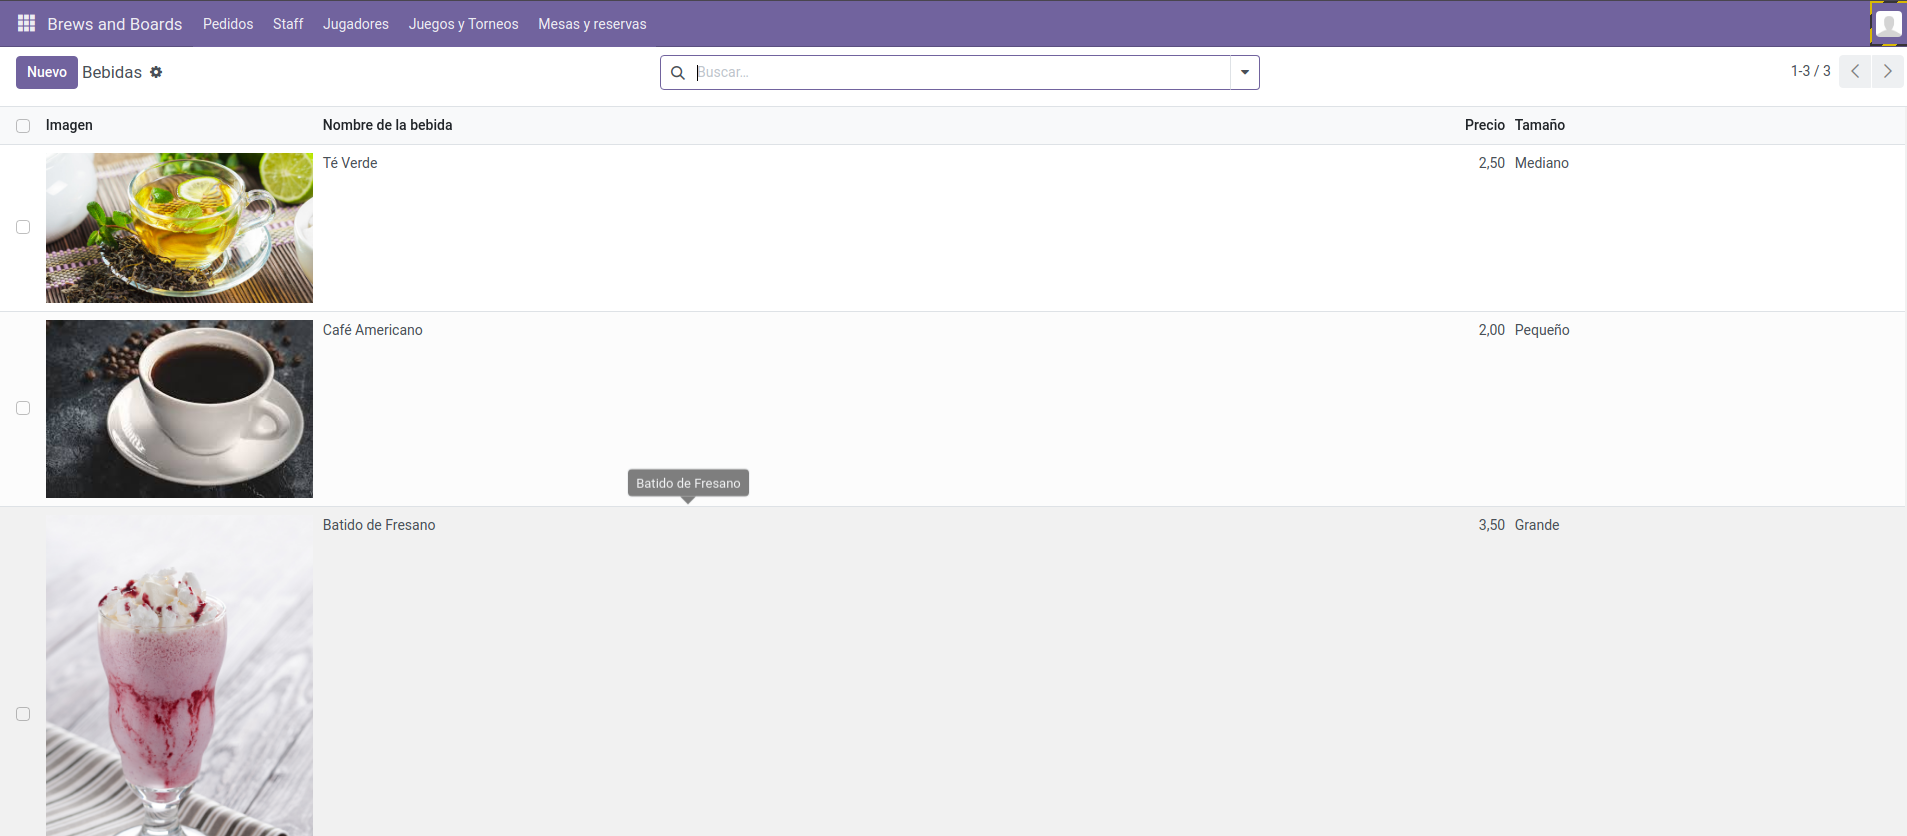 Brews and Boards Pedidos Staff Jugadores Juegos y Torneos Mesas y reservas
Nuevo Bebidas Buscar... 1-3 / 3
Imagen Nombre de la bebida Precio Tamaño
Té Verde 2,50 Mediano
Café Americano 2,00 Pequeño
Batido de Fresano
Batido de Fresano 3,50 Grande